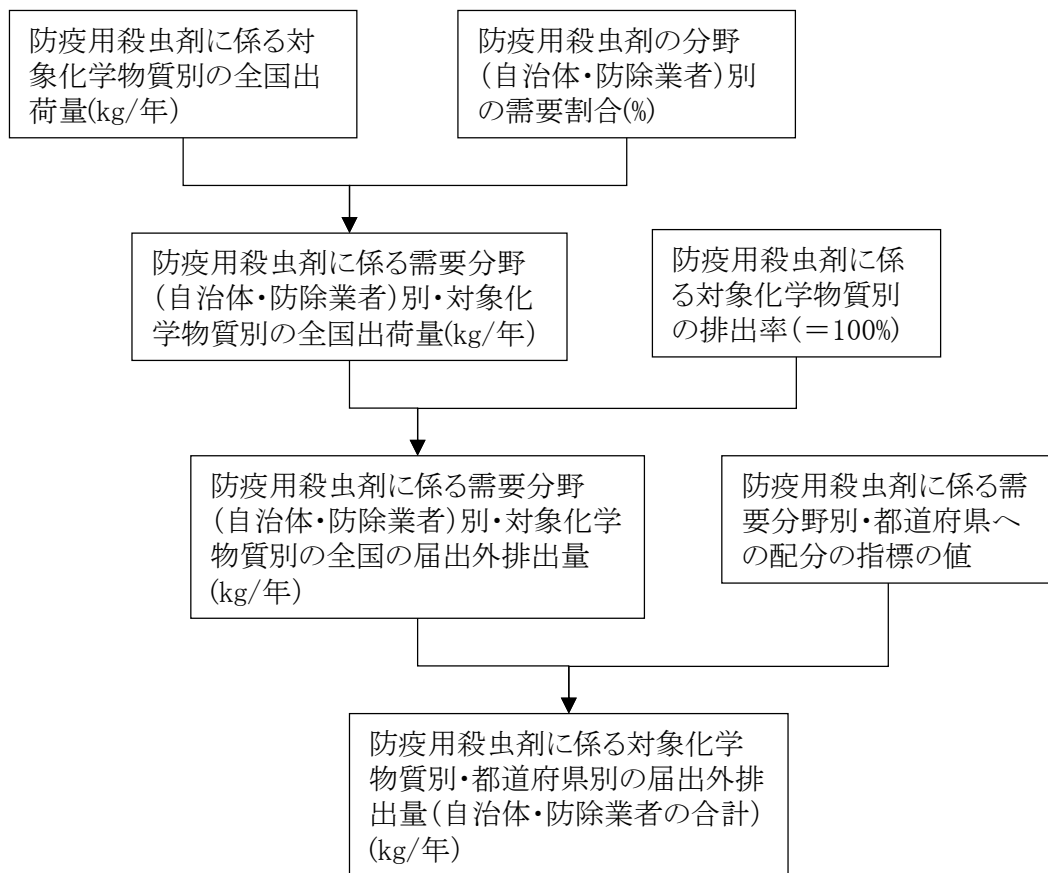 防疫用殺虫剤に係る対
象化学物質別の全国出
荷量(kg/年)
防疫用殺虫剤の分野
(自治体・防除業者)別
の需要割合(%)
防疫用殺虫剤に係る需要分野
(自治体・防除業者)別・対象化
学物質別の全国出荷量(kg/年)
防疫用殺虫剤に係
る対象化学物質別
の排出率(=100%)
防疫用殺虫剤に係る需要分野
(自治体・防除業者)別・対象化学
物質別の全国の届出外排出量
(kg/年)
防疫用殺虫剤に係る需
要分野別・都道府県へ
の配分の指標の値
防疫用殺虫剤に係る対象化学
物質別・都道府県別の届出外排
出量(自治体・防除業者の合計)
(kg/年)